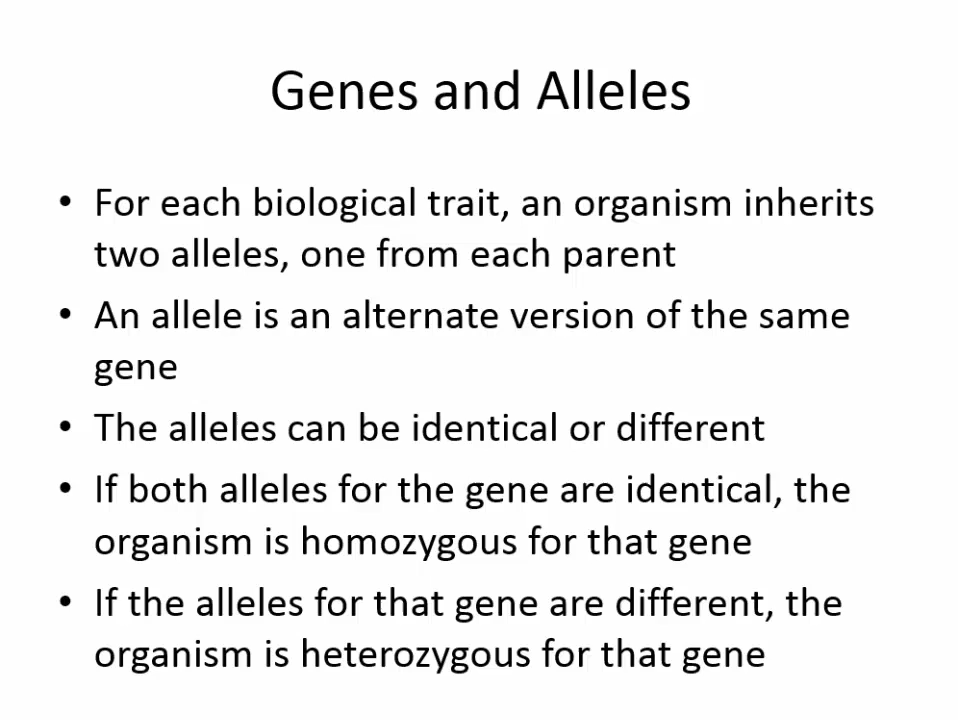 Genes and Alleles
• For each biological trait, an organism inherits
two alleles, one from each parent
• An allele is an alternate version of the same
gene
• The alleles can be identical or different
• If both alleles for the gene are identical, the
organism is homozygous for that gene
• If the alleles for that gene are different, the
organism is heterozygous for that gene